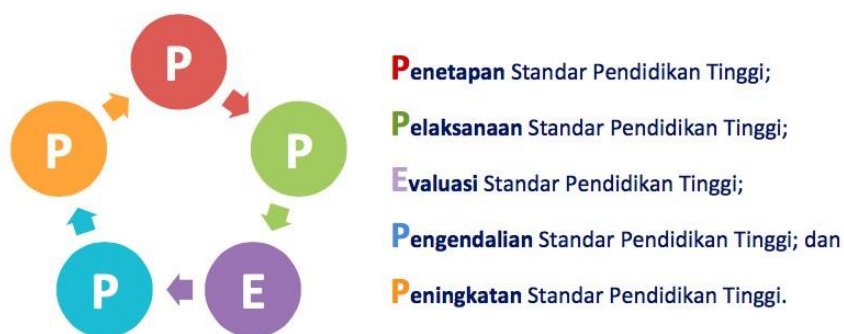 P
P
P
P
E
Penetapan Standar Pendidikan Tinggi;
Pelaksanaan Standar Pendidikan Tinggi;
Evaluasi Standar Pendidikan Tinggi;
Pengendalian Standar Pendidikan Tinggi; dan
Peningkatan Standar Pendidikan Tinggi.